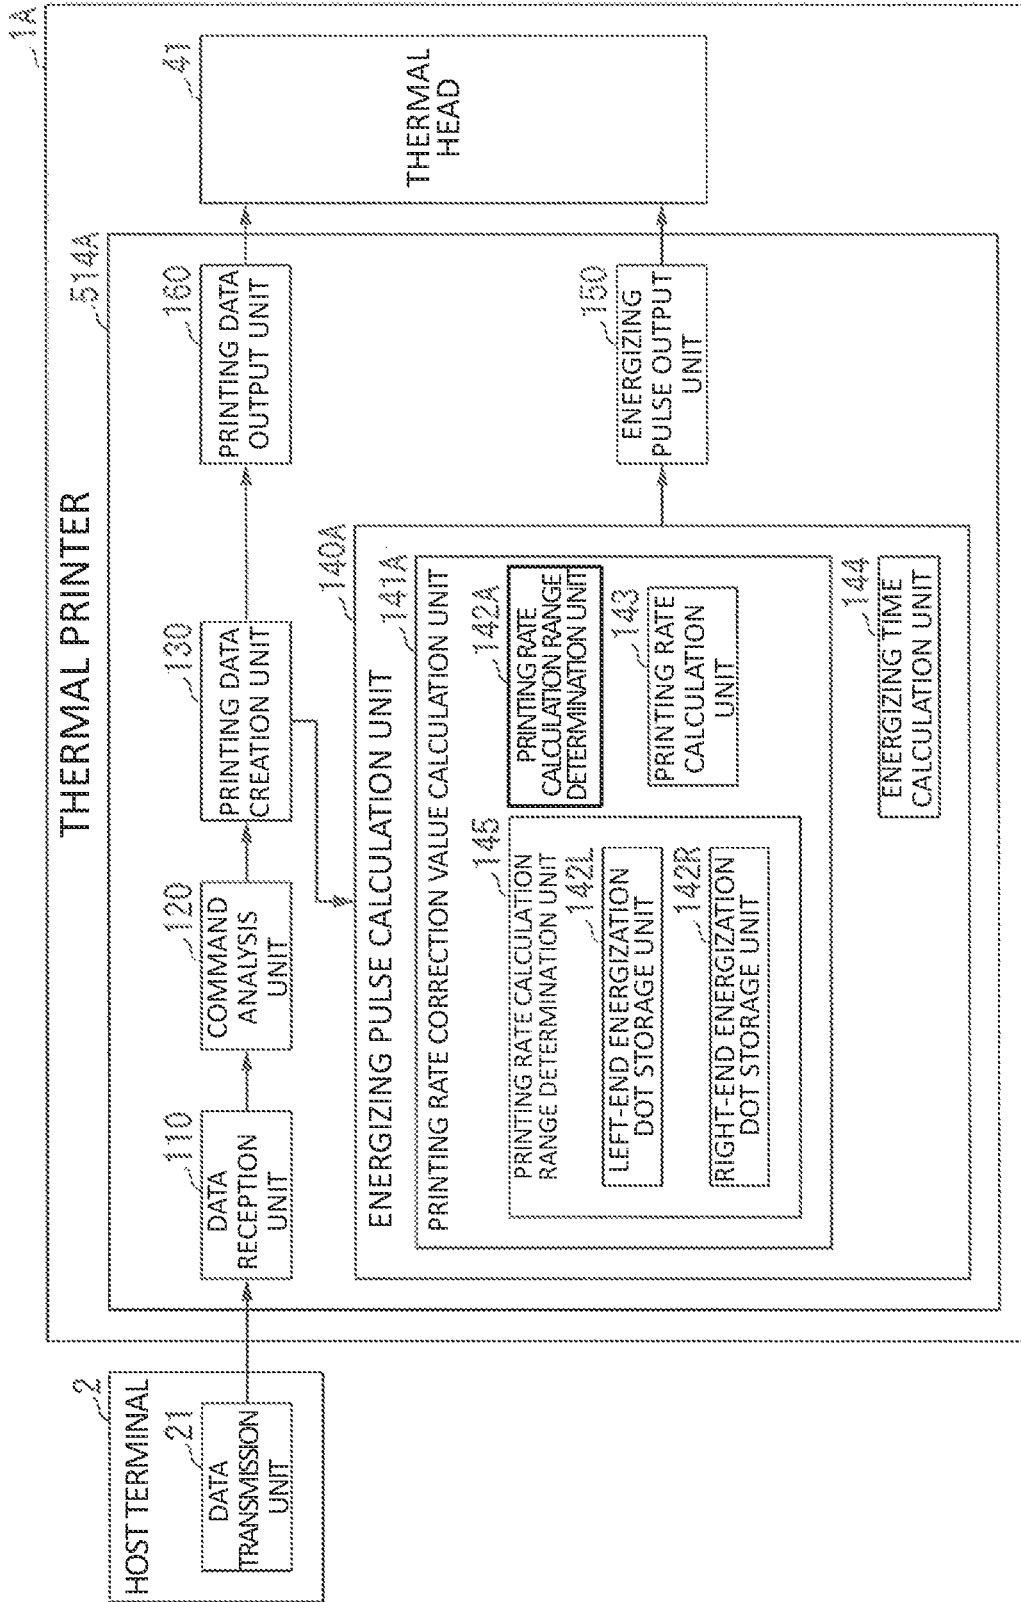 1A
THERMAL PRINTER
514A
2
HOST TERMINAL
21
DATA
TRANSMISSION
UNIT
110
DATA
RECEPTION
UNIT
120
COMMAND
ANALYSIS
UNIT
130
PRINTING DATA
CREATION UNIT
160
PRINTING DATA
OUTPUT UNIT
41
THERMAL
HEAD
140A
ENERGIZING PULSE CALCULATION UNIT
141A
PRINTING RATE CORRECTION VALUE CALCULATION UNIT
145
PRINTING RATE CALCULATION
RANGE DETERMINATION UNIT
142L
LEFT-END ENERGIZATION
DOT STORAGE UNIT
142R
RIGHT-END ENERGIZATION
DOT STORAGE UNIT
142A
PRINTING RATE
CALCULATION RANGE
DETERMINATION UNIT
143
PRINTING RATE
CALCULATION
UNIT
144
ENERGIZING TIME
CALCULATION UNIT
150
ENERGIZING
PULSE OUTPUT
UNIT